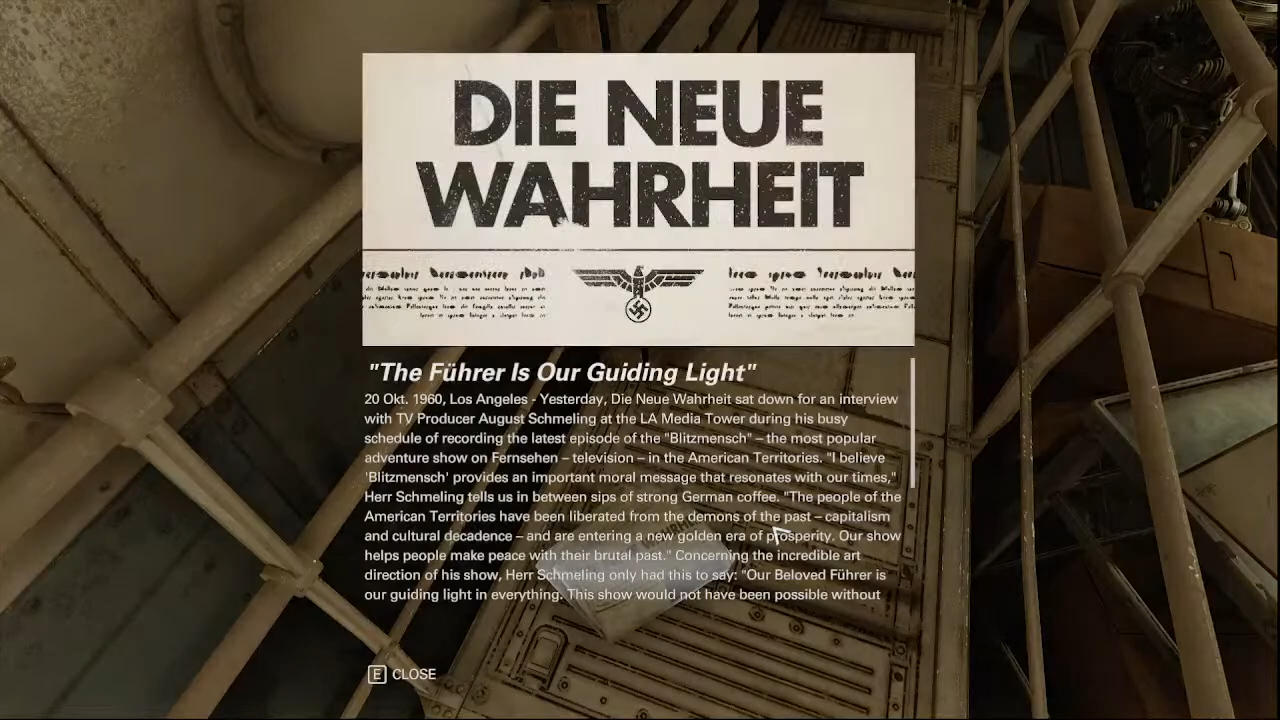 DIE NEUE
WAHRHEIT
"The Führer Is Our Guiding Light"
20 Okt. 1960, Los Angeles - Yesterday, Die Neue Wahrheit sat down for an interview
with TV Producer August Schmeling at the LA Media Tower during his busy
schedule of recording the latest episode of the "Blitzmensch" – the most popular
adventure show on Fernsehen – television – in the American Territories. "I believe
'Blitzmensch' provides an important moral message that resonates with our times,"
Herr Schmeling tells us in between sips of strong German coffee. "The people of the
American Territories have been liberated from the demons of the past – capitalism
and cultural decadence – and are entering a new golden era of prosperity. Our show
helps people make peace with their brutal past." Concerning the incredible art
direction of his show, Herr Schmeling only had this to say: "Our Beloved Führer is
our guiding light in everything. This show would not have been possible without
E CLOSE